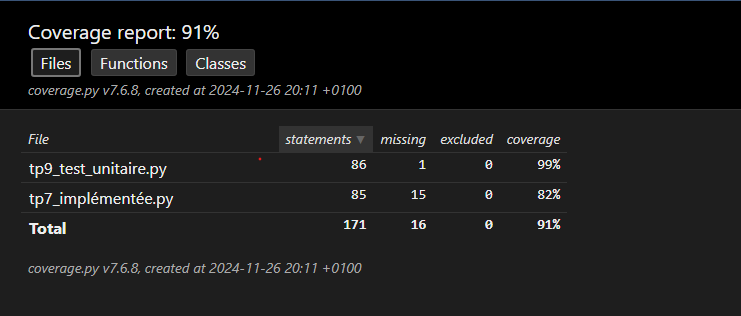 Coverage report: 91%
Files Functions Classes
coverage.py v7.6.8, created at 2024-11-26 20:11 +0100
File statements ▼ missing excluded coverage
tp9_test_unitaire.py 86 1 0 99%
tp7_implémentée.py 85 15 0 82%
Total 171 16 0 91%
coverage.py v7.6.8, created at 2024-11-26 20:11 +0100